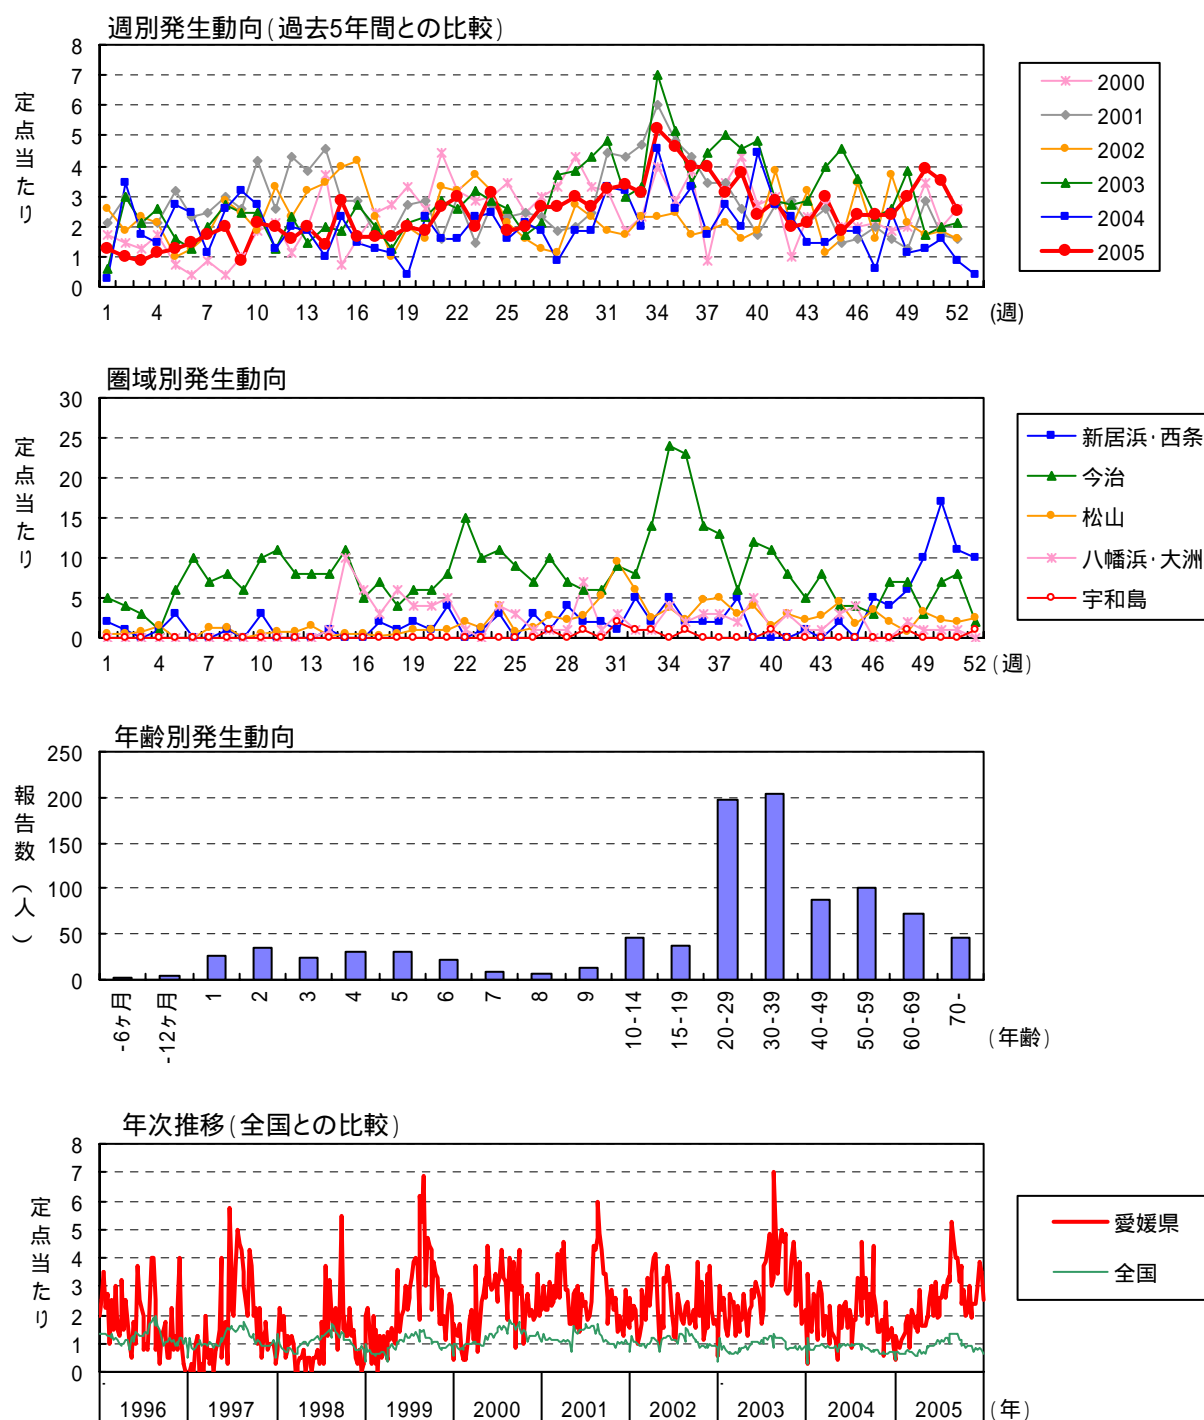 週別発生動向(過去5年間との比較)
定点当たり
8
7
6
5
4
3
2
1
0
1 4 7 10 13 16 19 22 25 28 31 34 37 40 43 46 49 52 (週)
2000
2001
2002
2003
2004
2005
圏域別発生動向
定点当たり
30
25
20
15
10
5
0
1 4 7 10 13 16 19 22 25 28 31 34 37 40 43 46 49 52 (週)
新居浜・西条
今治
松山
八幡浜・大洲
宇和島
年齢別発生動向
報告数(人)
250
200
150
100
50
0
-6ヶ月 -12ヶ月 1 2 3 4 5 6 7 8 9 10-14 15-19 20-29 30-39 40-49 50-59 60-69 70- (年齢)
年次推移(全国との比較)
定点当たり
8
7
6
5
4
3
2
1
0
1996 1997 1998 1999 2000 2001 2002 2003 2004 2005 (年)
愛媛県
全国